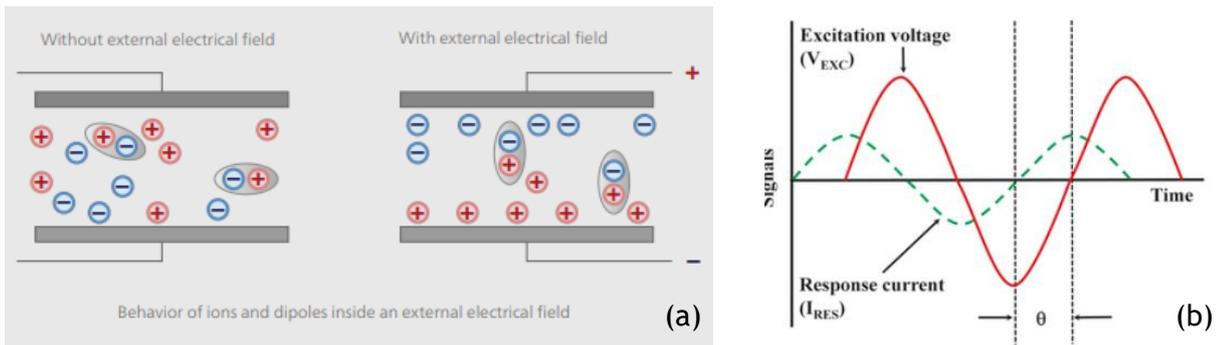 Without external electrical field
With external electrical field
+
+ + + + + + + +
− − − − − − −
− − − − − − −
+ + + + + + +
−
Behavior of ions and dipoles inside an external electrical field
(a)
Excitation voltage
(VEXC)
Signals
0
Time
Response current
(IRES)
θ
(b)